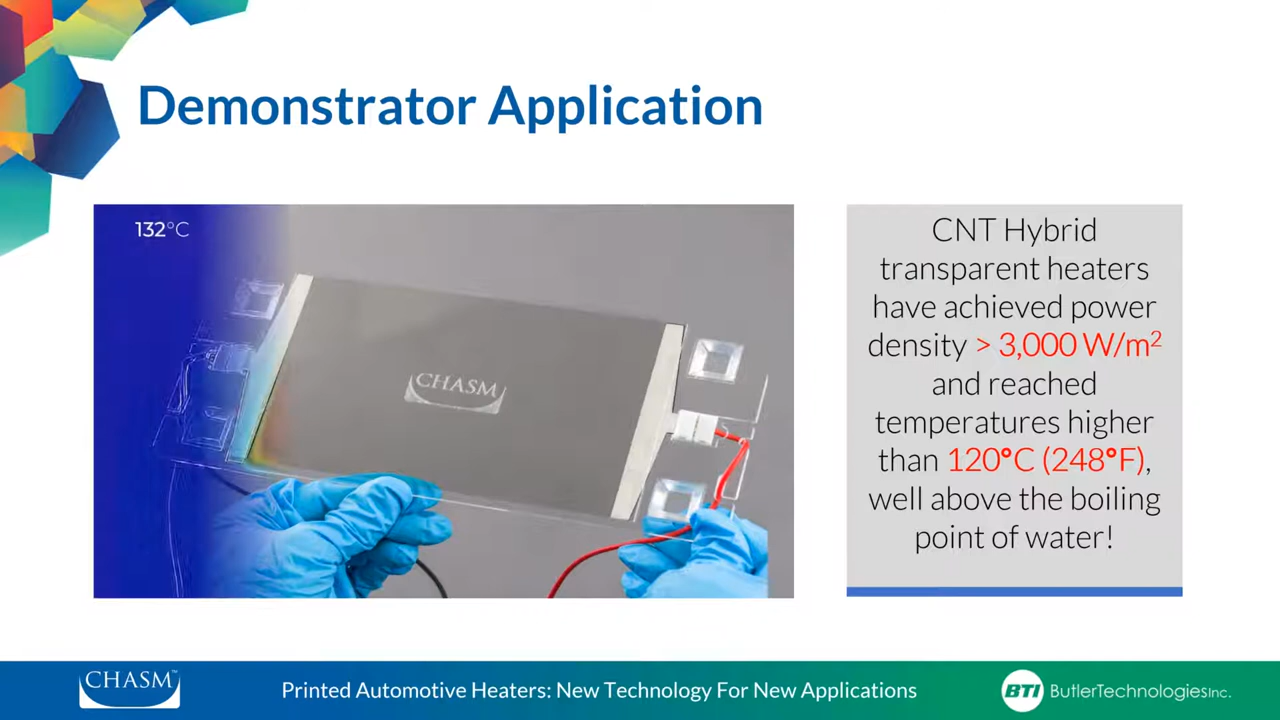 Demonstrator Application
132°C
CHASM
CNT Hybrid
transparent heaters
have achieved power
density > 3,000 W/m²
and reached
temperatures higher
than 120°C (248°F),
well above the boiling
point of water!
CHASM™
Printed Automotive Heaters: New Technology For New Applications
BTI ButlerTechnologiesInc.